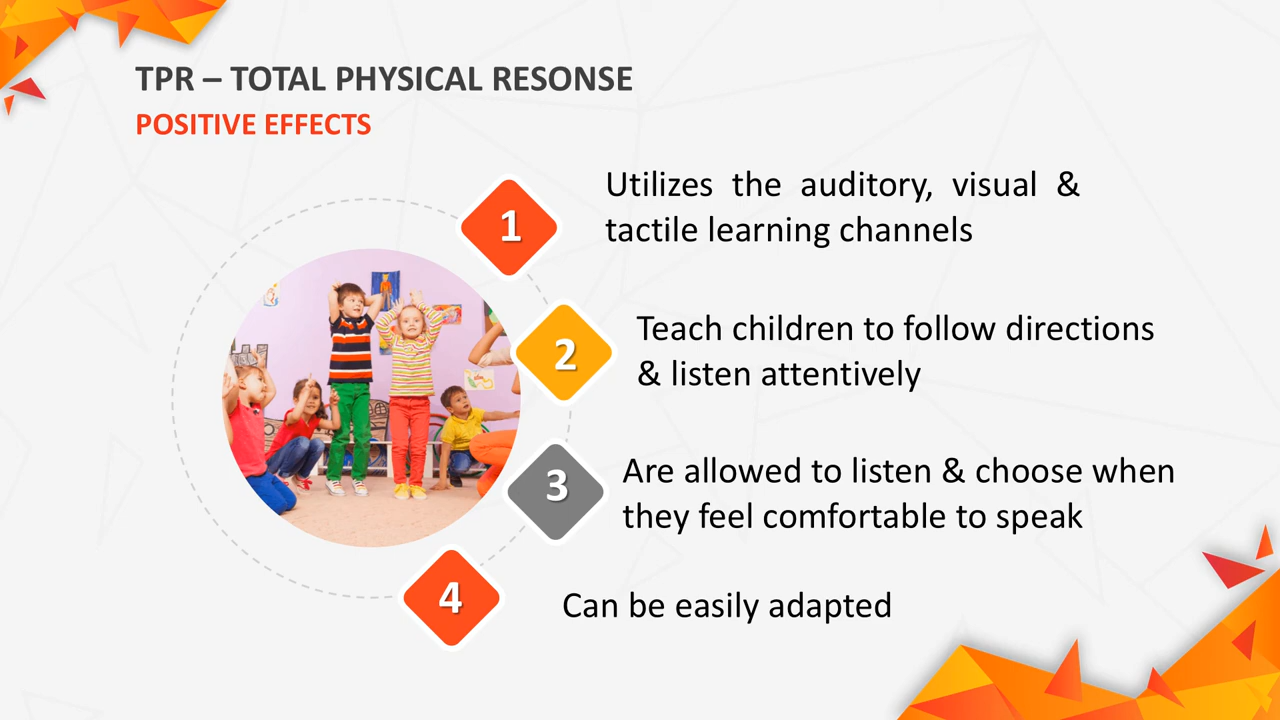 TPR – TOTAL PHYSICAL RESONSE
POSITIVE EFFECTS
1
Utilizes the auditory, visual &
tactile learning channels
2
Teach children to follow directions
& listen attentively
3
Are allowed to listen & choose when
they feel comfortable to speak
4
Can be easily adapted